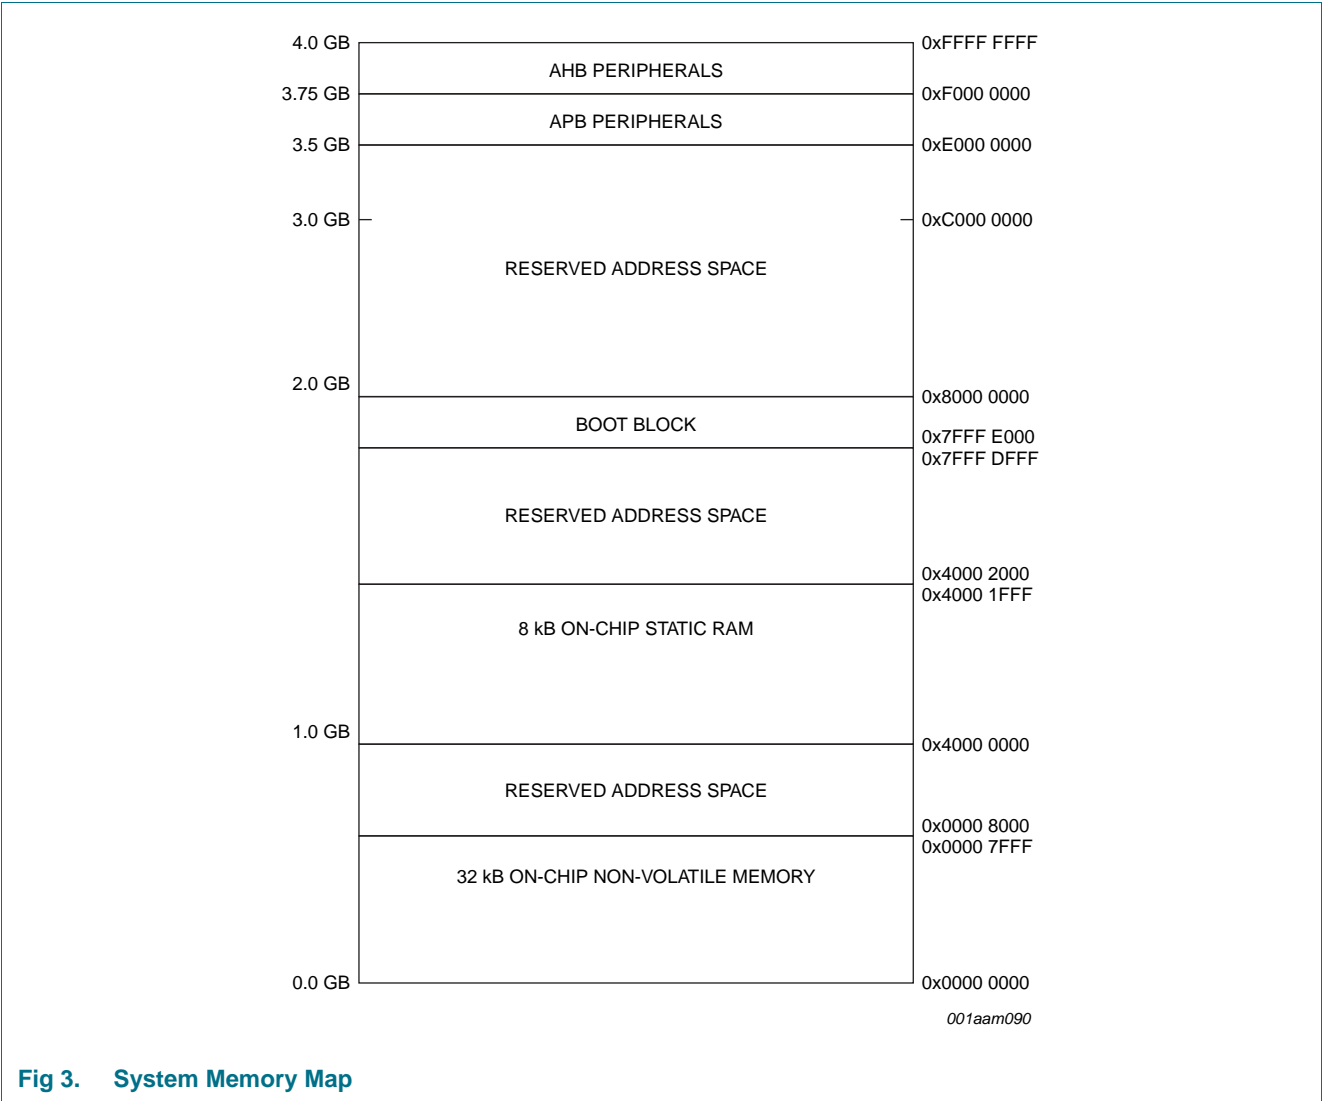 4.0 GB 0xFFFF FFFF
AHB PERIPHERALS
3.75 GB 0xF000 0000
APB PERIPHERALS
3.5 GB 0xE000 0000
3.0 GB 0xC000 0000
RESERVED ADDRESS SPACE
2.0 GB 0x8000 0000
BOOT BLOCK
0x7FFF E000
0x7FFF DFFF
RESERVED ADDRESS SPACE
0x4000 2000
0x4000 1FFF
8 kB ON-CHIP STATIC RAM
1.0 GB 0x4000 0000
RESERVED ADDRESS SPACE
0x0000 8000
0x0000 7FFF
32 kB ON-CHIP NON-VOLATILE MEMORY
0.0 GB 0x0000 0000
001aam090
Fig 3. System Memory Map